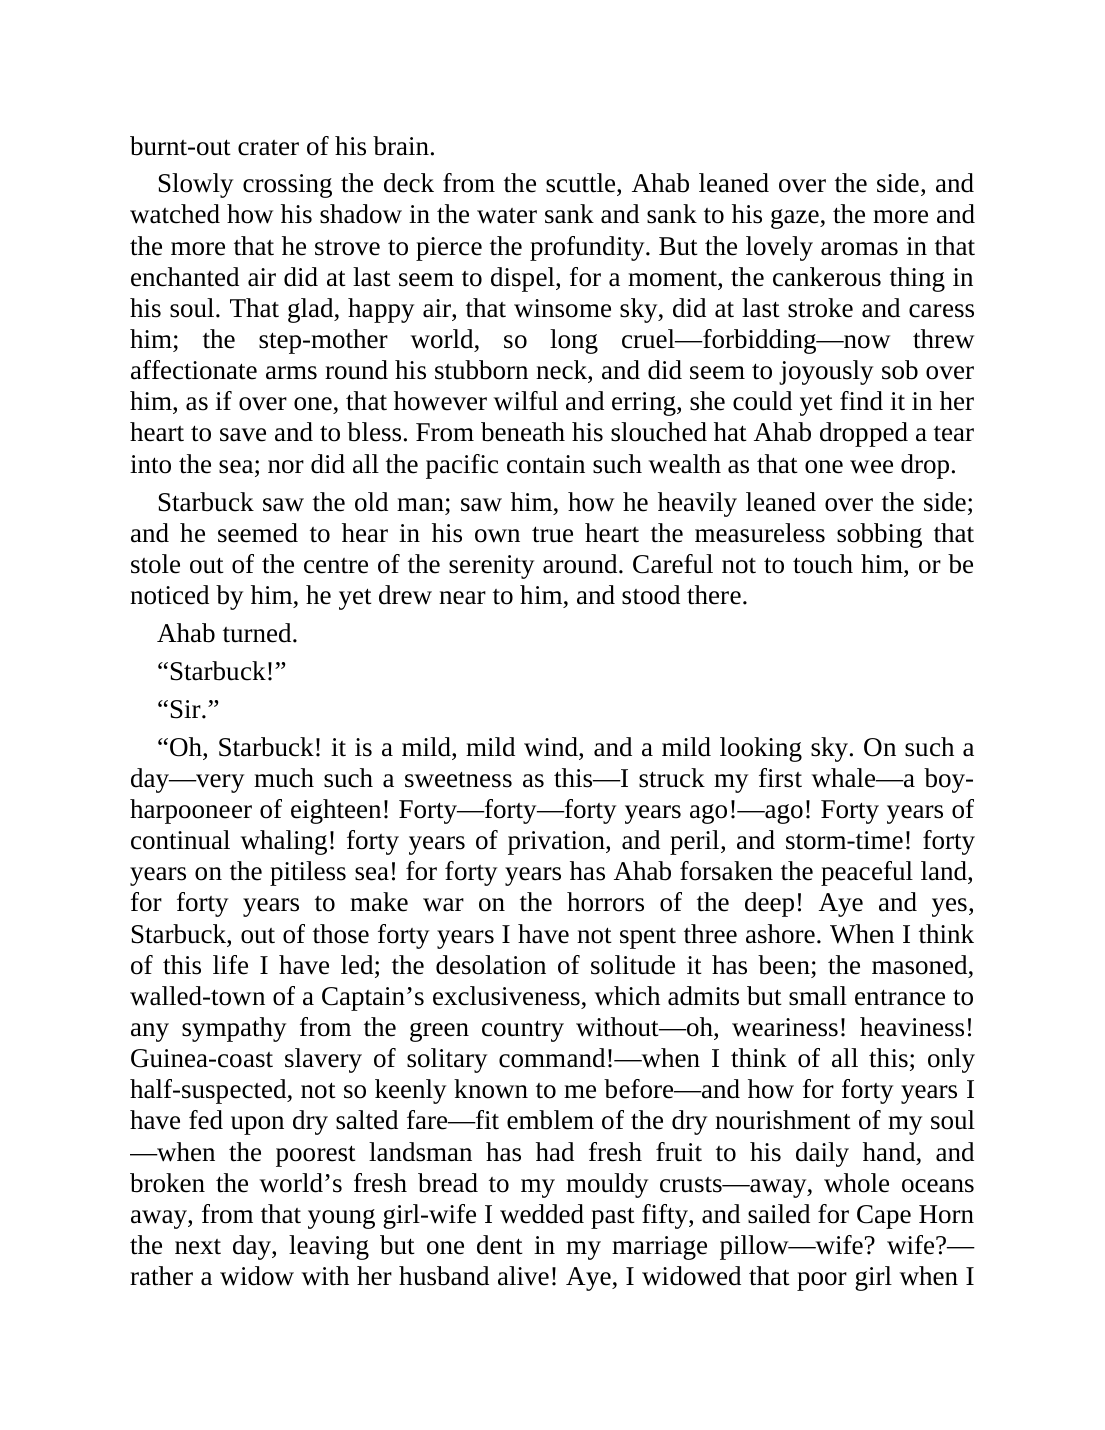 burnt-out crater of his brain.
Slowly crossing the deck from the scuttle, Ahab leaned over the side, and
watched how his shadow in the water sank and sank to his gaze, the more and
the more that he strove to pierce the profundity. But the lovely aromas in that
enchanted air did at last seem to dispel, for a moment, the cankerous thing in
his soul. That glad, happy air, that winsome sky, did at last stroke and caress
him; the step-mother world, so long cruel—forbidding—now threw
affectionate arms round his stubborn neck, and did seem to joyously sob over
him, as if over one, that however wilful and erring, she could yet find it in her
heart to save and to bless. From beneath his slouched hat Ahab dropped a tear
into the sea; nor did all the pacific contain such wealth as that one wee drop.
Starbuck saw the old man; saw him, how he heavily leaned over the side;
and he seemed to hear in his own true heart the measureless sobbing that
stole out of the centre of the serenity around. Careful not to touch him, or be
noticed by him, he yet drew near to him, and stood there.
Ahab turned.
“Starbuck!”
“Sir.”
“Oh, Starbuck! it is a mild, mild wind, and a mild looking sky. On such a
day—very much such a sweetness as this—I struck my first whale—a boy-
harpooneer of eighteen! Forty—forty—forty years ago!—ago! Forty years of
continual whaling! forty years of privation, and peril, and storm-time! forty
years on the pitiless sea! for forty years has Ahab forsaken the peaceful land,
for forty years to make war on the horrors of the deep! Aye and yes,
Starbuck, out of those forty years I have not spent three ashore. When I think
of this life I have led; the desolation of solitude it has been; the masoned,
walled-town of a Captain’s exclusiveness, which admits but small entrance to
any sympathy from the green country without—oh, weariness! heaviness!
Guinea-coast slavery of solitary command!—when I think of all this; only
half-suspected, not so keenly known to me before—and how for forty years I
have fed upon dry salted fare—fit emblem of the dry nourishment of my soul
—when the poorest landsman has had fresh fruit to his daily hand, and
broken the world’s fresh bread to my mouldy crusts—away, whole oceans
away, from that young girl-wife I wedded past fifty, and sailed for Cape Horn
the next day, leaving but one dent in my marriage pillow—wife? wife?—
rather a widow with her husband alive! Aye, I widowed that poor girl when I